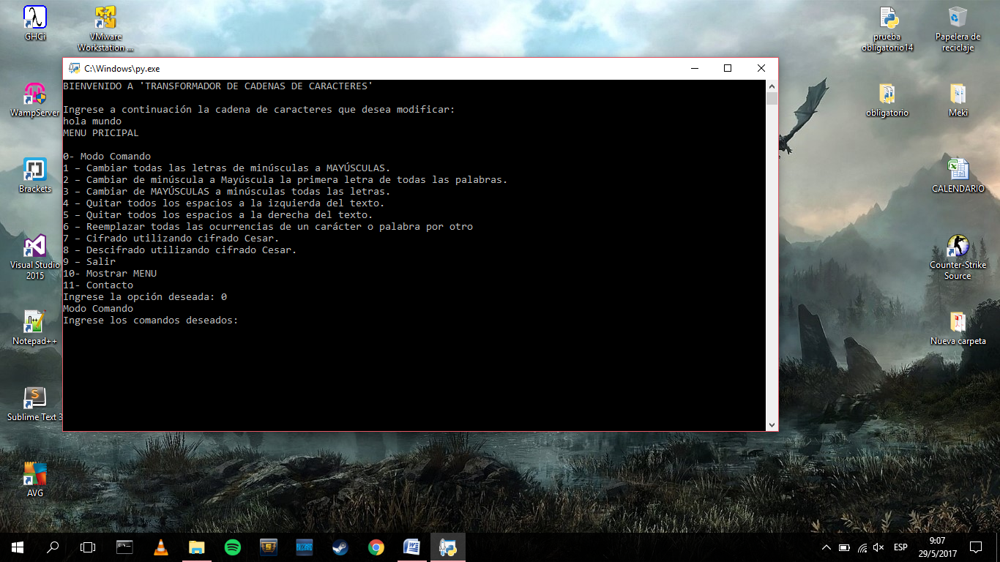 GHCi
VMware
Workstation ...
prueba
obligatorio14
Papelera de
reciclaje
C:\Windows\py.exe
BIENVENIDO A 'TRANSFORMADOR DE CADENAS DE CARACTERES'
Ingrese a continuación la cadena de caracteres que desea modificar:
hola mundo
MENU PRICIPAL
0- Modo Comando
1 – Cambiar todas las letras de minúsculas a MAYÚSCULAS.
2 – Cambiar de minúscula a Mayúscula la primera letra de todas las palabras.
3 – Cambiar de MAYÚSCULAS a minúsculas todas las letras.
4 – Quitar todos los espacios a la izquierda del texto.
5 – Quitar todos los espacios a la derecha del texto.
6 – Reemplazar todas las ocurrencias de un carácter o palabra por otro
7 – Cifrado utilizando cifrado Cesar.
8 – Descifrado utilizando cifrado Cesar.
9 – Salir
10- Mostrar MENU
11- Contacto
Ingrese la opción deseada: 0
Modo Comando
Ingrese los comandos deseados:
WampServer
Brackets
Visual Studio
2015
Notepad++
Sublime Text 3
AVG
obligatorio
Meki
CALENDARIO
Counter-Strike
Source
Nueva carpeta
ESP
9:07
29/5/2017